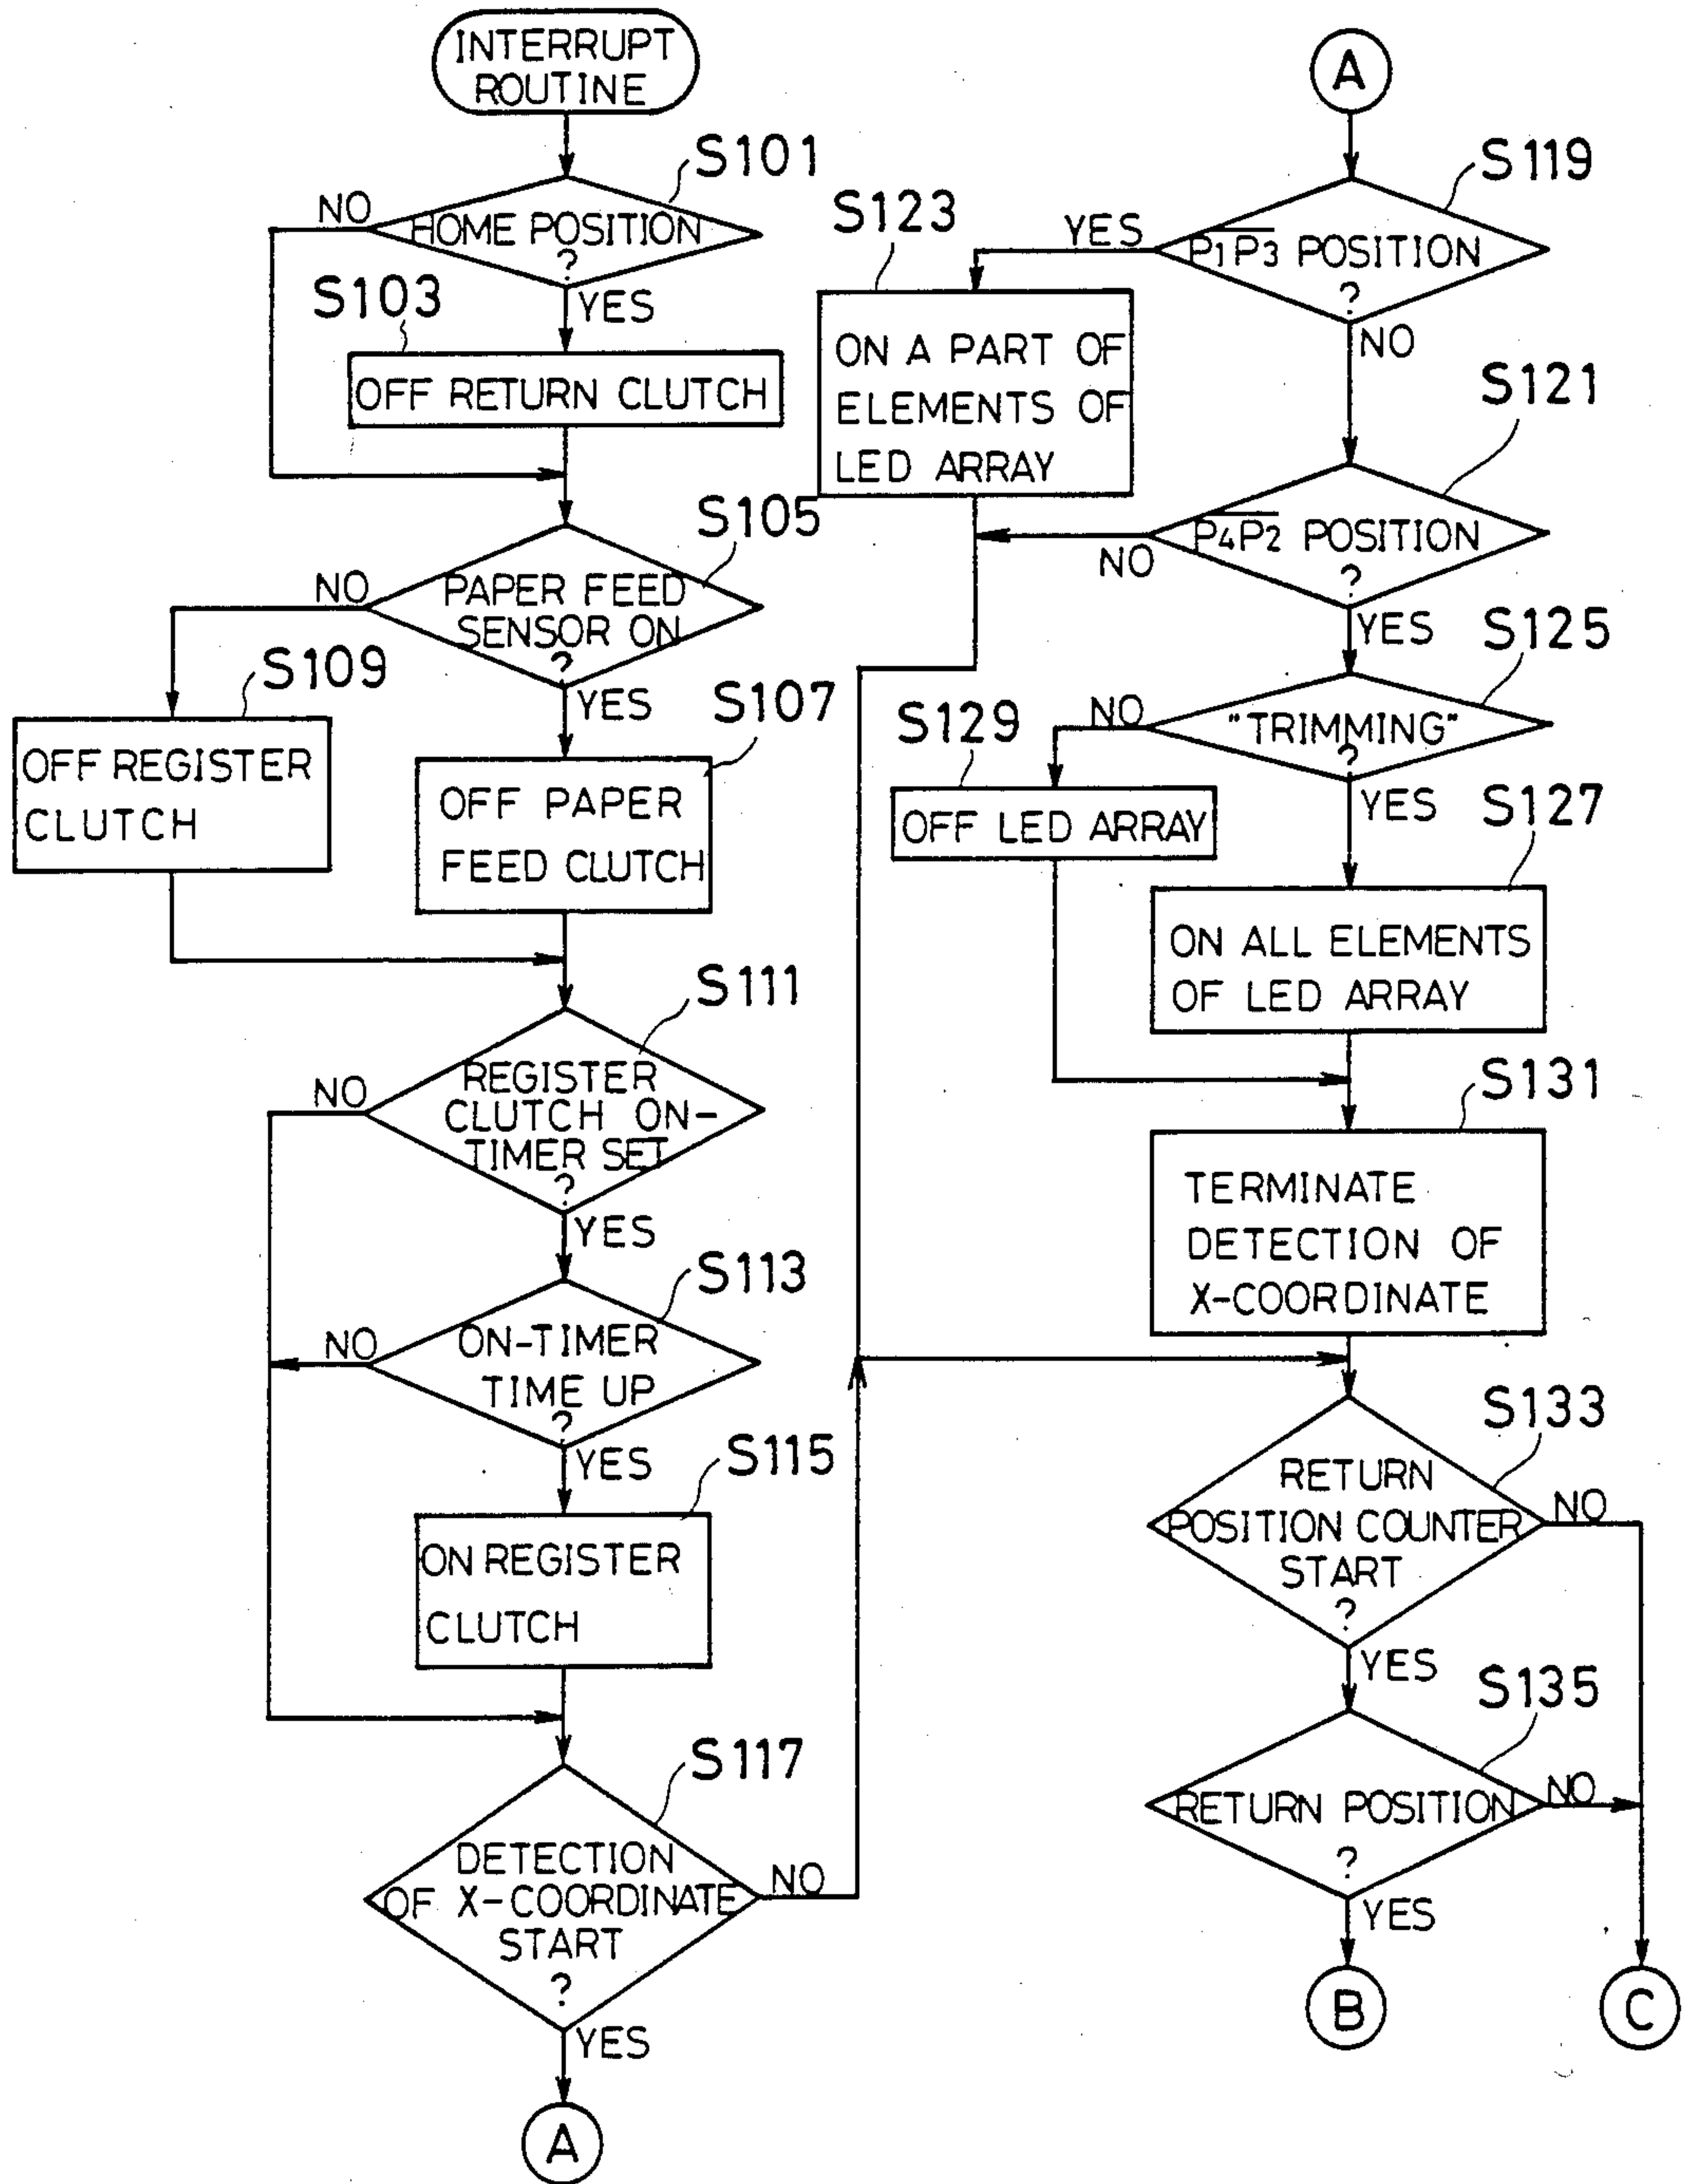 INTERRUPT
ROUTINE
S101
HOME POSITION
?
NO
YES
S103
OFF RETURN CLUTCH
S105
PAPER FEED
SENSOR ON
?
NO
YES
S109
OFF REGISTER
CLUTCH
S107
OFF PAPER
FEED CLUTCH
S111
REGISTER
CLUTCH ON-
TIMER SET
?
NO
YES
S113
ON-TIMER
TIME UP
?
NO
YES
S115
ON REGISTER
CLUTCH
S117
DETECTION
OF X-COORDINATE
START
?
NO
YES
A
A
S119
P1P3 POSITION
?
YES
NO
S123
ON A PART OF
ELEMENTS OF
LED ARRAY
S121
P4P2 POSITION
?
NO
YES
S125
"TRIMMING"
?
NO
YES
S129
OFF LED ARRAY
S127
ON ALL ELEMENTS
OF LED ARRAY
S131
TERMINATE
DETECTION OF
X-COORDINATE
S133
RETURN
POSITION COUNTER
START
?
NO
YES
S135
RETURN POSITION
?
NO
YES
B
C